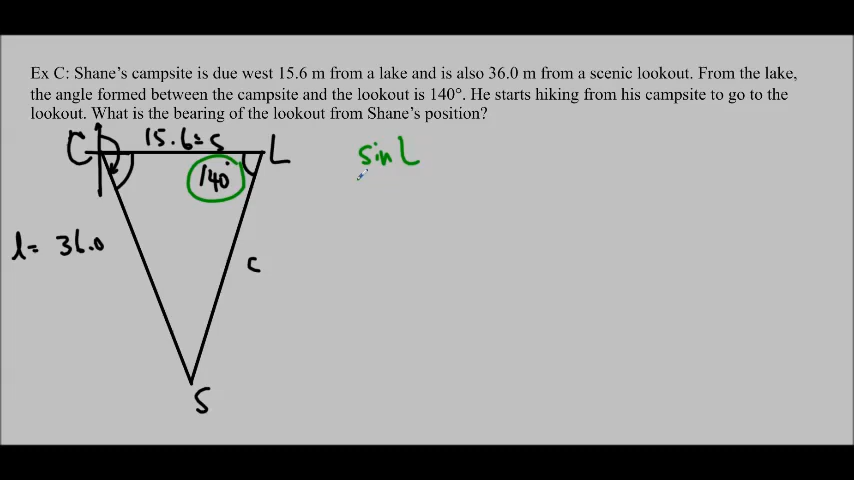 Ex C: Shane's campsite is due west 15.6 m from a lake and is also 36.0 m from a scenic lookout. From the lake,
the angle formed between the campsite and the lookout is 140°. He starts hiking from his campsite to go to the
lookout. What is the bearing of the lookout from Shane's position?
C 15.6=s L sin L
140°
l= 36.0
c
S